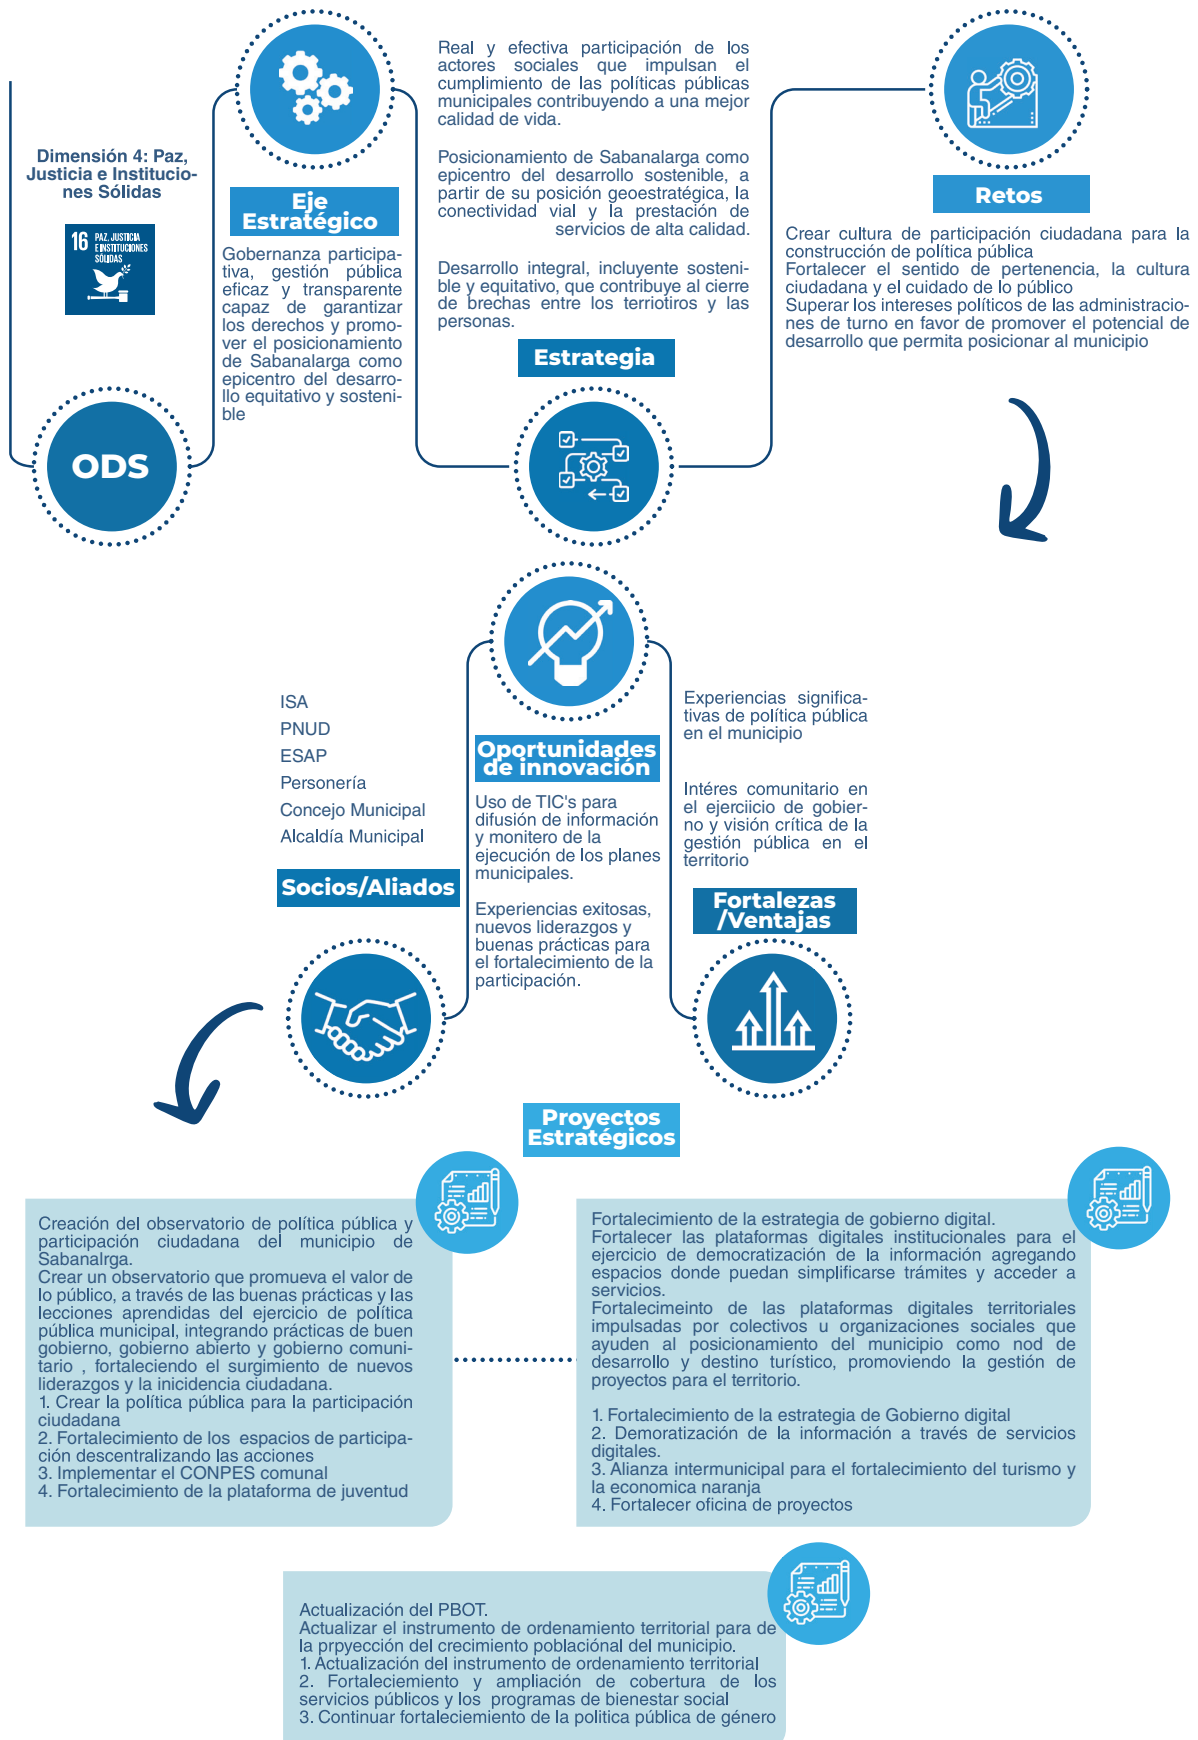 Dimensión 4: Paz,
Justicia e Institucio-
nes Sólidas
16 PAZ, JUSTICIA
E INSTITUCIONES
SÓLIDAS
ODS
Eje
Estratégico
Gobernanza participa-
tiva, gestión pública
eficaz y transparente
capaz de garantizar
los derechos y promo-
ver el posicionamiento
de Sabanalarga como
epicentro del desarro-
llo equitativo y sosteni-
ble
Real y efectiva participación de los
actores sociales que impulsan el
cumplimiento de las políticas públicas
municipales contribuyendo a una mejor
calidad de vida.
Posicionamiento de Sabanalarga como
epicentro del desarrollo sostenible, a
partir de su posición geoestratégica, la
conectividad vial y la prestación de
servicios de alta calidad.
Desarrollo integral, incluyente sosteni-
ble y equitativo, que contribuye al cierre
de brechas entre los terriotiros y las
personas.
Estrategia
Retos
Crear cultura de participación ciudadana para la
construcción de política pública
Fortalecer el sentido de pertenencia, la cultura
ciudadana y el cuidado de lo público
Superar los intereses políticos de las administracio-
nes de turno en favor de promover el potencial de
desarrollo que permita posicionar al municipio
ISA
PNUD
ESAP
Personería
Concejo Municipal
Alcaldía Municipal
Socios/Aliados
Oportunidades
de innovación
Uso de TIC's para
difusión de información
y monitero de la
ejecución de los planes
municipales.
Experiencias exitosas,
nuevos liderazgos y
buenas prácticas para
el fortalecimiento de la
participación.
Experiencias significa-
tivas de política pública
en el municipio
Intéres comunitario en
el ejerciicio de gobier-
no y visión crítica de la
gestión pública en el
territorio
Fortalezas
/Ventajas
Proyectos
Estratégicos
Creación del observatorio de política pública y
participación ciudadana del municipio de
Sabanalrga.
Crear un observatorio que promueva el valor de
lo público, a través de las buenas prácticas y las
lecciones aprendidas del ejercicio de política
pública municipal, integrando prácticas de buen
gobierno, gobierno abierto y gobierno comuni-
tario , fortaleciendo el surgimiento de nuevos
liderazgos y la inicidencia ciudadana.
1. Crear la política pública para la participación
ciudadana
2. Fortalecimiento de los espacios de participa-
ción descentralizando las acciones
3. Implementar el CONPES comunal
4. Fortalecimiento de la plataforma de juventud
Fortalecimiento de la estrategia de gobierno digital.
Fortalecer las plataformas digitales institucionales para el
ejercicio de democratización de la información agregando
espacios donde puedan simplificarse trámites y acceder a
servicios.
Fortalecimeinto de las plataformas digitales territoriales
impulsadas por colectivos u organizaciones sociales que
ayuden al posicionamiento del municipio como nod de
desarrollo y destino turístico, promoviendo la gestión de
proyectos para el territorio.
1. Fortalecimiento de la estrategia de Gobierno digital
2. Demoratización de la información a través de servicios
digitales.
3. Alianza intermunicipal para el fortalecimiento del turismo y
la economica naranja
4. Fortalecer oficina de proyectos
Actualización del PBOT.
Actualizar el instrumento de ordenamiento territorial para de
la prpyección del crecimiento poblaciónal del municipio.
1. Actualización del instrumento de ordenamiento territorial
2. Fortaleciemiento y ampliación de cobertura de los
servicios públicos y los programas de bienestar social
3. Continuar fortaleciemiento de la politica pública de género